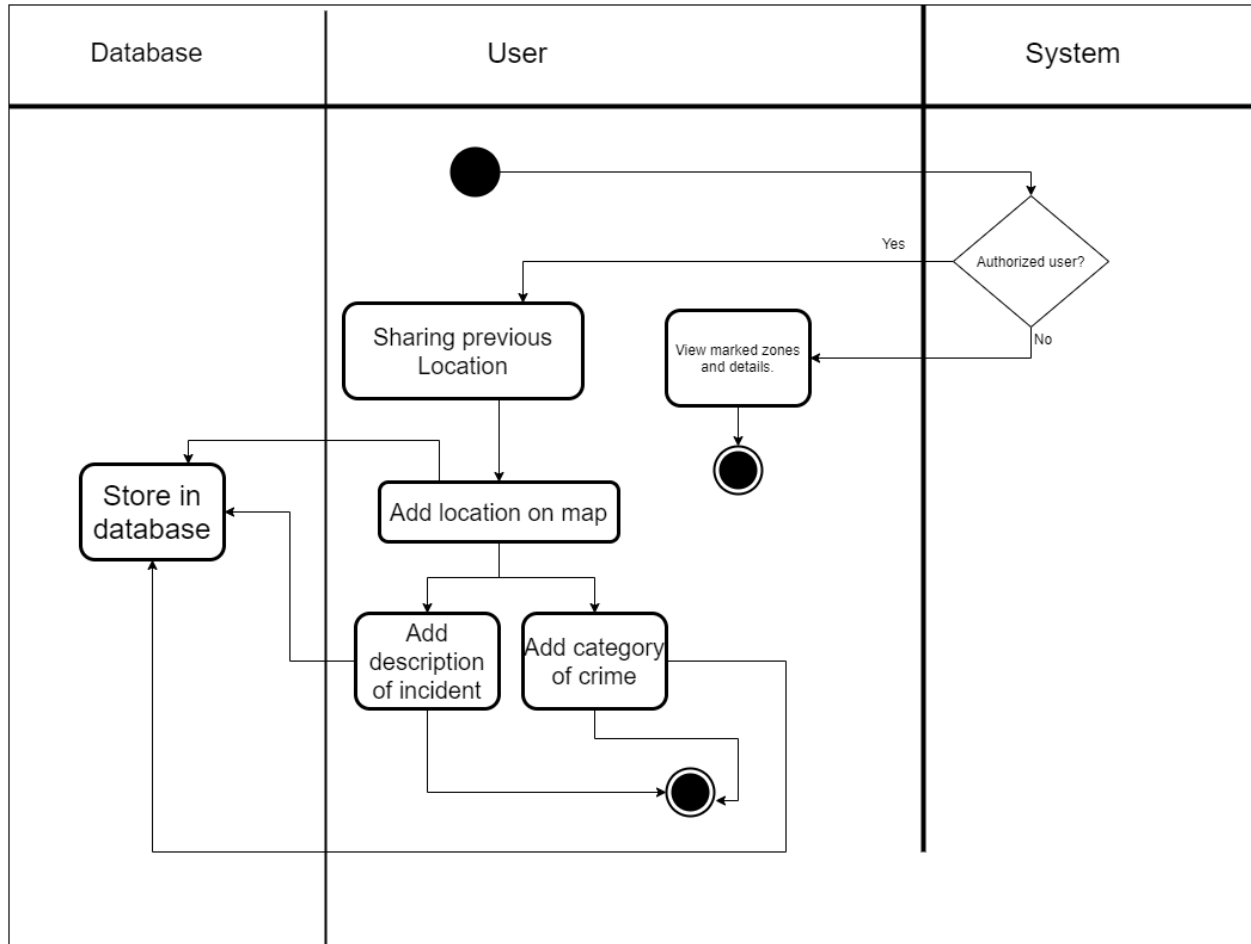 Database
User
System
Yes
Authorized user?
No
Sharing previous
Location
View marked zones
and details.
Store in
database
Add location on map
Add
description
of incident
Add category
of crime